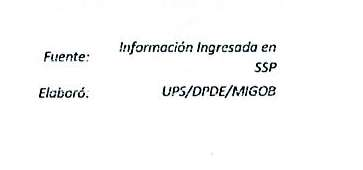 Fuente: Información Ingresada en
SSP
Elaboró: UPS/DPDE/MIGOB